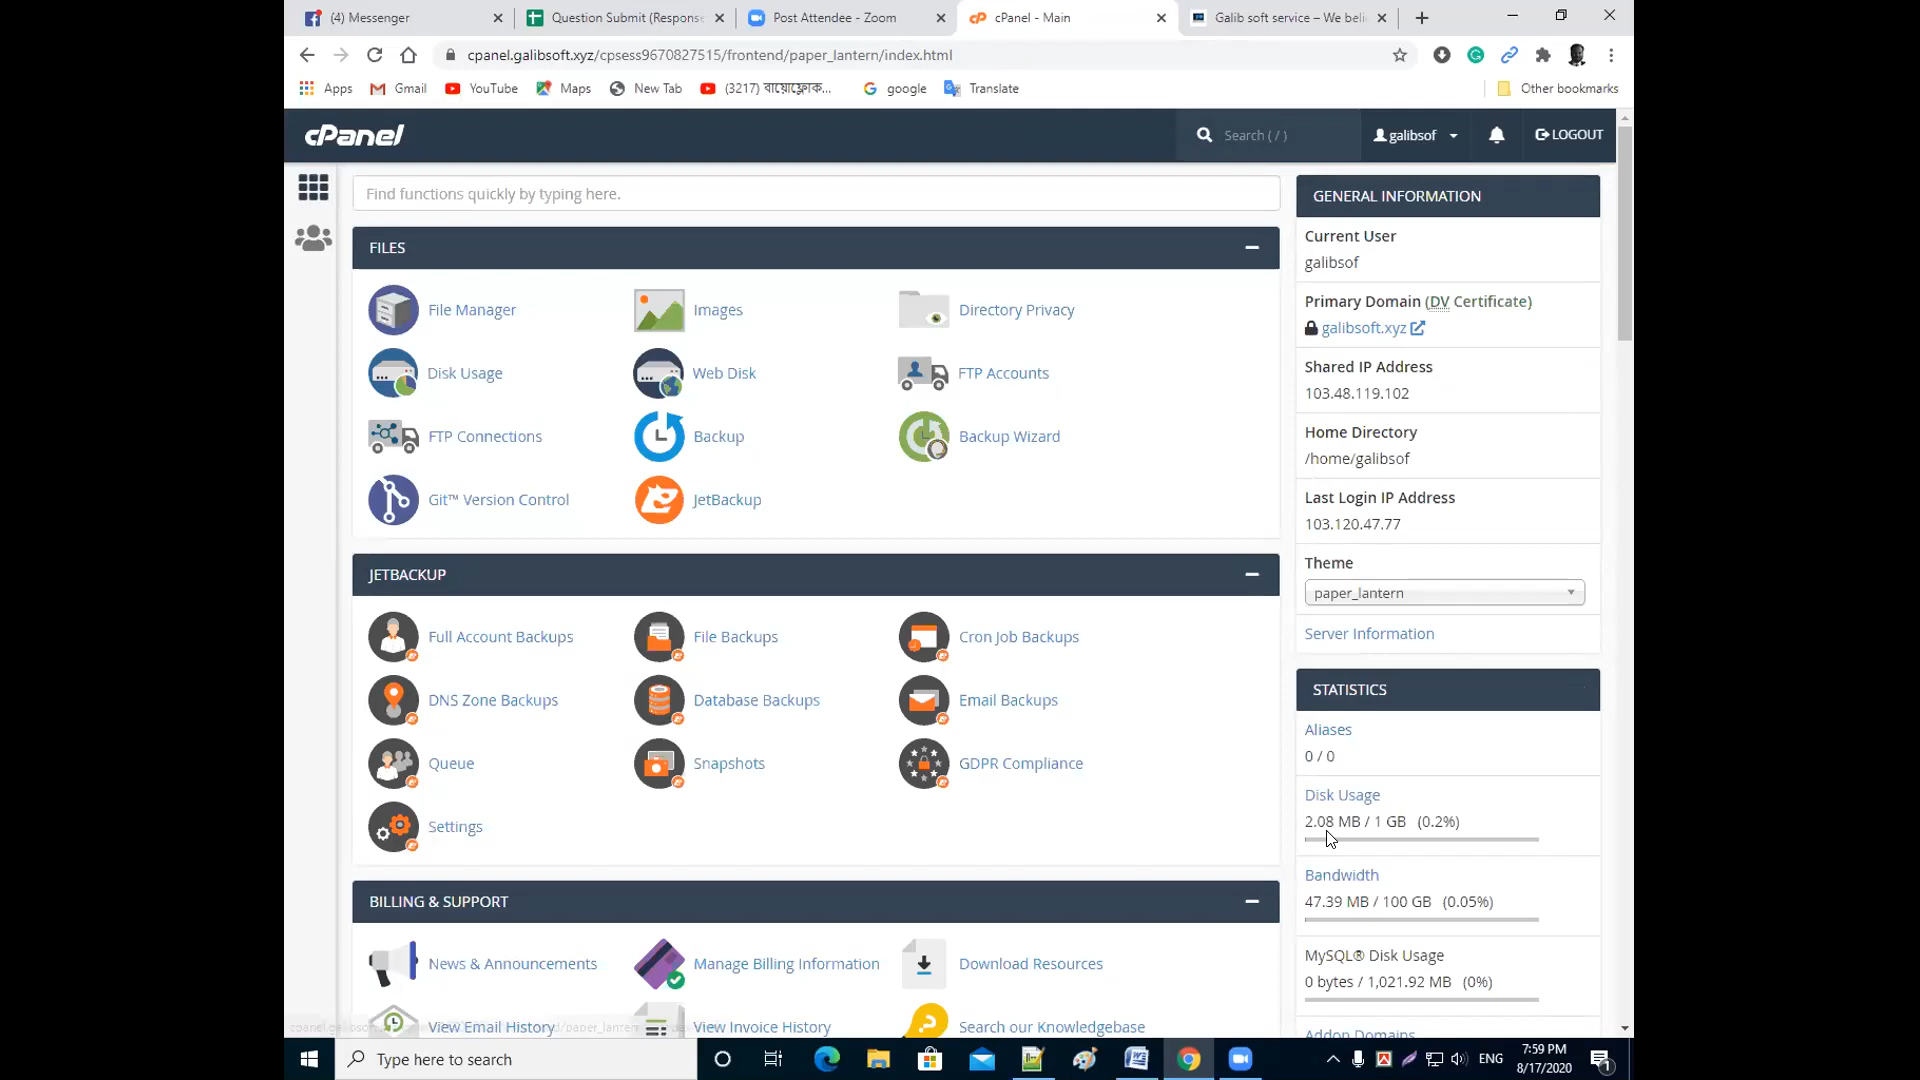 (4) Messenger
Question Submit (Response
Post Attendee - Zoom
cPanel - Main
Galib soft service – We beli
cpanel.galibsoft.xyz/cpsess9670827515/frontend/paper_lantern/index.html
Apps
Gmail
YouTube
Maps
New Tab
(3217) বায়োফ্লোক...
google
Translate
Other bookmarks
cPanel
Search ( / )
galibsof
LOGOUT
Find functions quickly by typing here.
FILES
File Manager
Images
Directory Privacy
Disk Usage
Web Disk
FTP Accounts
FTP Connections
Backup
Backup Wizard
Git™ Version Control
JetBackup
JETBACKUP
Full Account Backups
File Backups
Cron Job Backups
DNS Zone Backups
Database Backups
Email Backups
Queue
Snapshots
GDPR Compliance
Settings
BILLING & SUPPORT
News & Announcements
Manage Billing Information
Download Resources
View Email History
View Invoice History
Search our Knowledgebase
GENERAL INFORMATION
Current User
galibsof
Primary Domain (DV Certificate)
galibsoft.xyz
Shared IP Address
103.48.119.102
Home Directory
/home/galibsof
Last Login IP Address
103.120.47.77
Theme
paper_lantern
Server Information
STATISTICS
Aliases
0 / 0
Disk Usage
2.08 MB / 1 GB (0.2%)
Bandwidth
47.39 MB / 100 GB (0.05%)
MySQL® Disk Usage
0 bytes / 1,021.92 MB (0%)
Addon Domains
Type here to search
ENG
7:59 PM
8/17/2020
1